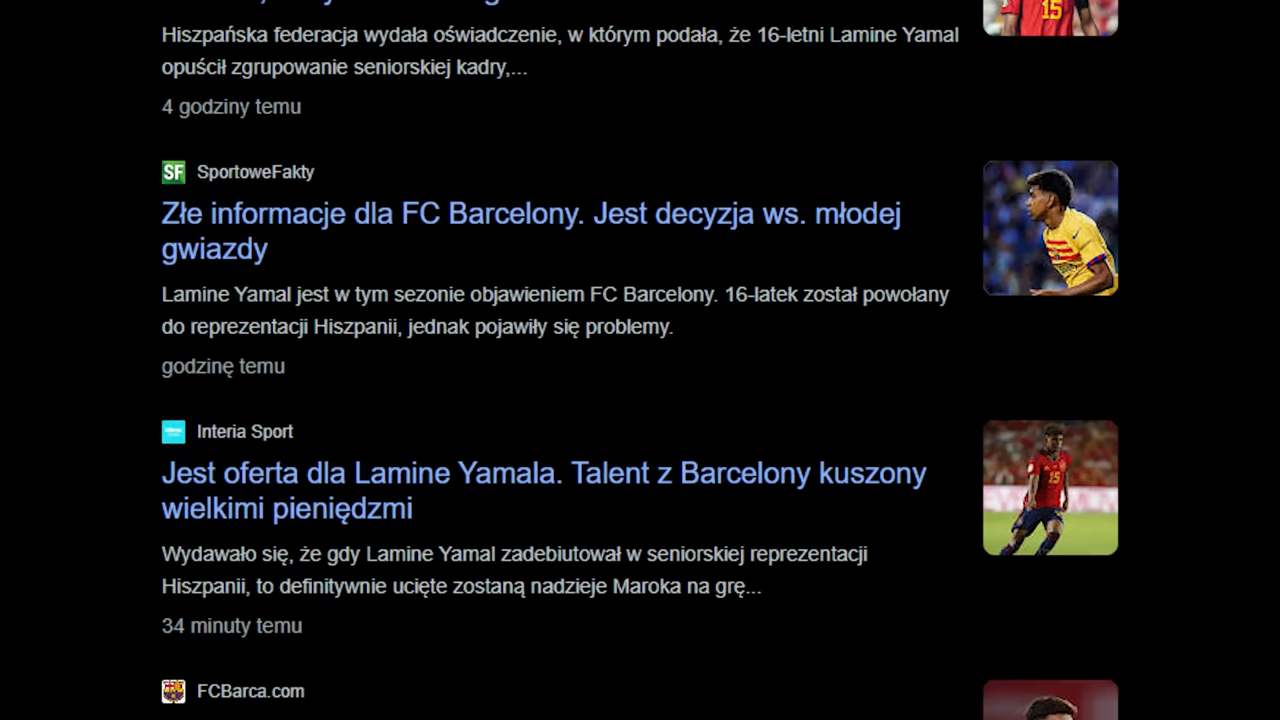 15
Hiszpańska federacja wydała oświadczenie, w którym podała, że 16-letni Lamine Yamal
opuścił zgrupowanie seniorskiej kadry,...
4 godziny temu
SF SportoweFakty
Złe informacje dla FC Barcelony. Jest decyzja ws. młodej
gwiazdy
Lamine Yamal jest w tym sezonie objawieniem FC Barcelony. 16-latek został powołany
do reprezentacji Hiszpanii, jednak pojawiły się problemy.
godzinę temu
Interia Sport
Jest oferta dla Lamine Yamala. Talent z Barcelony kuszony
wielkimi pieniędzmi
15
Wydawało się, że gdy Lamine Yamal zadebiutował w seniorskiej reprezentacji
Hiszpanii, to definitywnie ucięte zostaną nadzieje Maroka na grę...
34 minuty temu
FCBarca.com